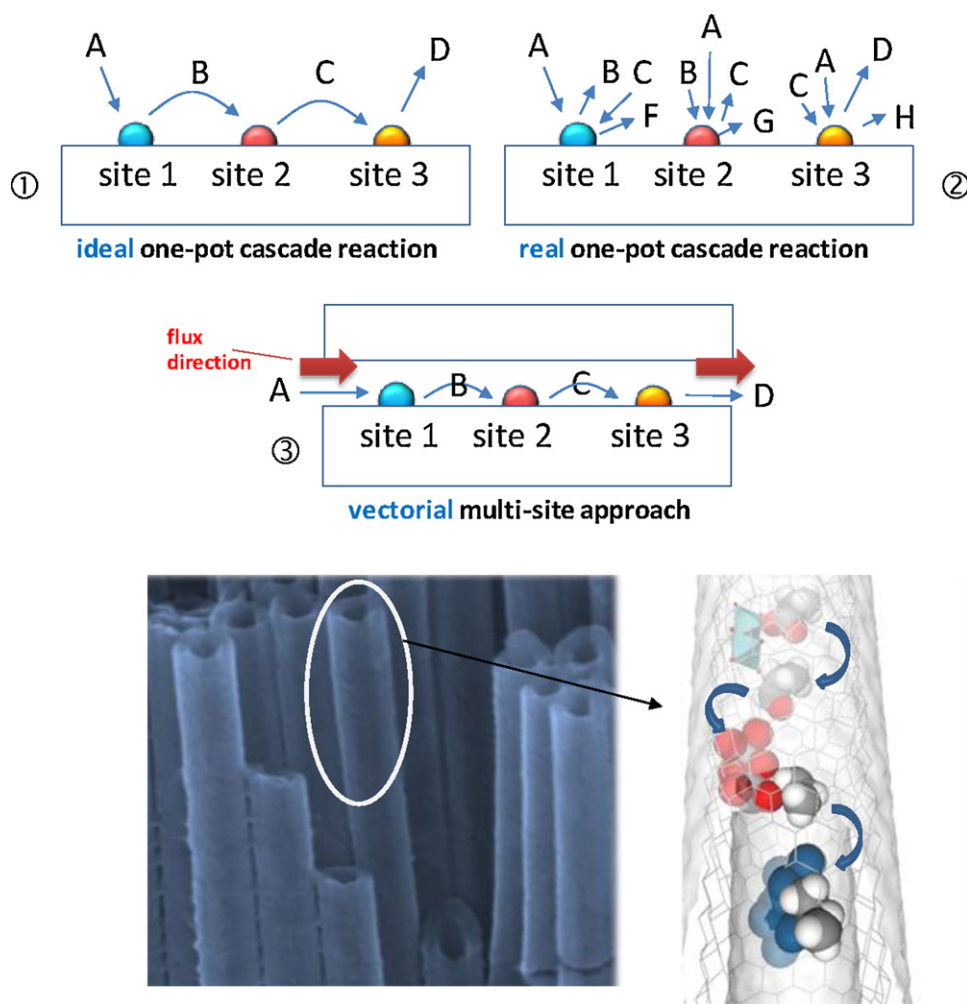 A
B
C
D
site 1
site 2
site 3
①
ideal one-pot cascade reaction
A
B
C
F
B
A
C
G
C
A
D
H
site 1
site 2
site 3
②
real one-pot cascade reaction
flux
direction
A
B
C
D
site 1
site 2
site 3
③
vectorial multi-site approach